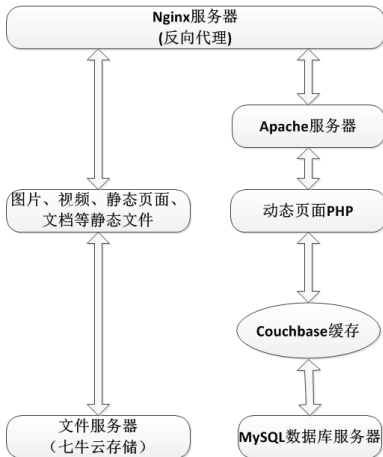 Nginx服务器
(反向代理)
Apache服务器
图片、视频、静态页面、
文档等静态文件
动态页面PHP
Couchbase缓存
文件服务器
（七牛云存储）
MySQL数据库服务器